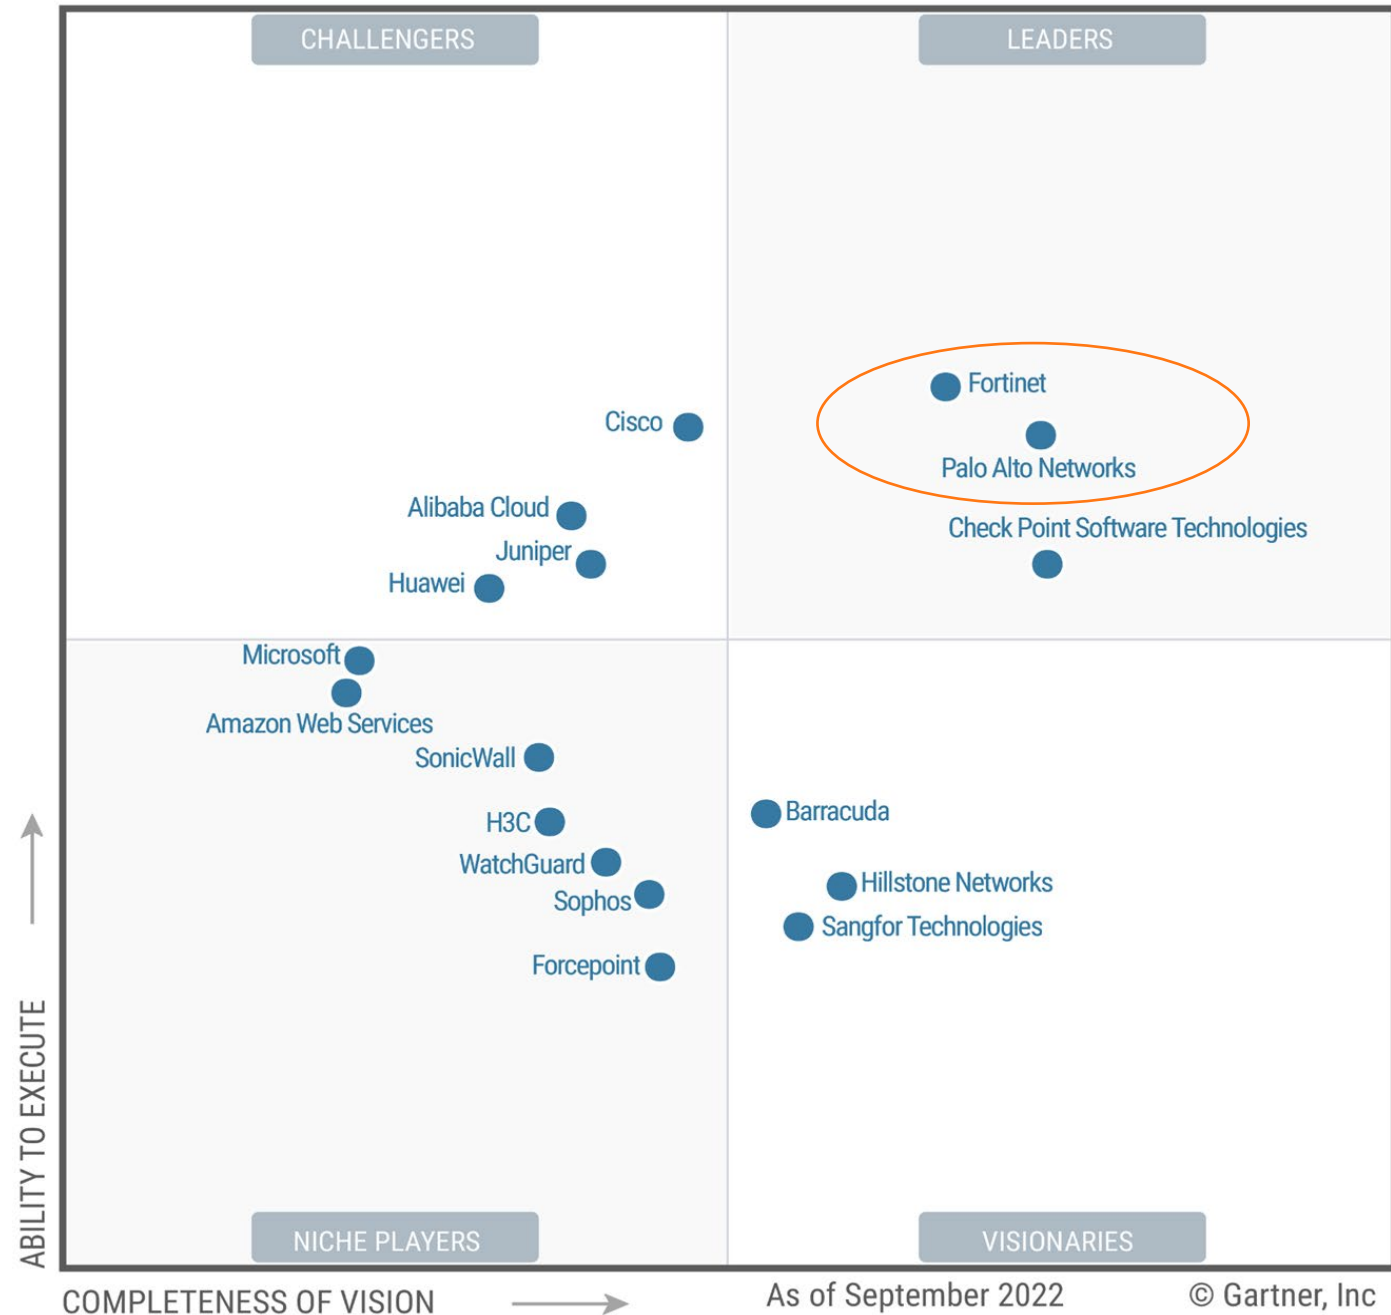 CHALLENGERS
LEADERS
Fortinet
Cisco
Palo Alto Networks
Alibaba Cloud
Check Point Software Technologies
Juniper
Huawei
Microsoft
Amazon Web Services
SonicWall
Barracuda
H3C
WatchGuard
Hillstone Networks
Sophos
Sangfor Technologies
Forcepoint
ABILITY TO EXECUTE
NICHE PLAYERS
VISIONARIES
COMPLETENESS OF VISION
As of September 2022
© Gartner, Inc